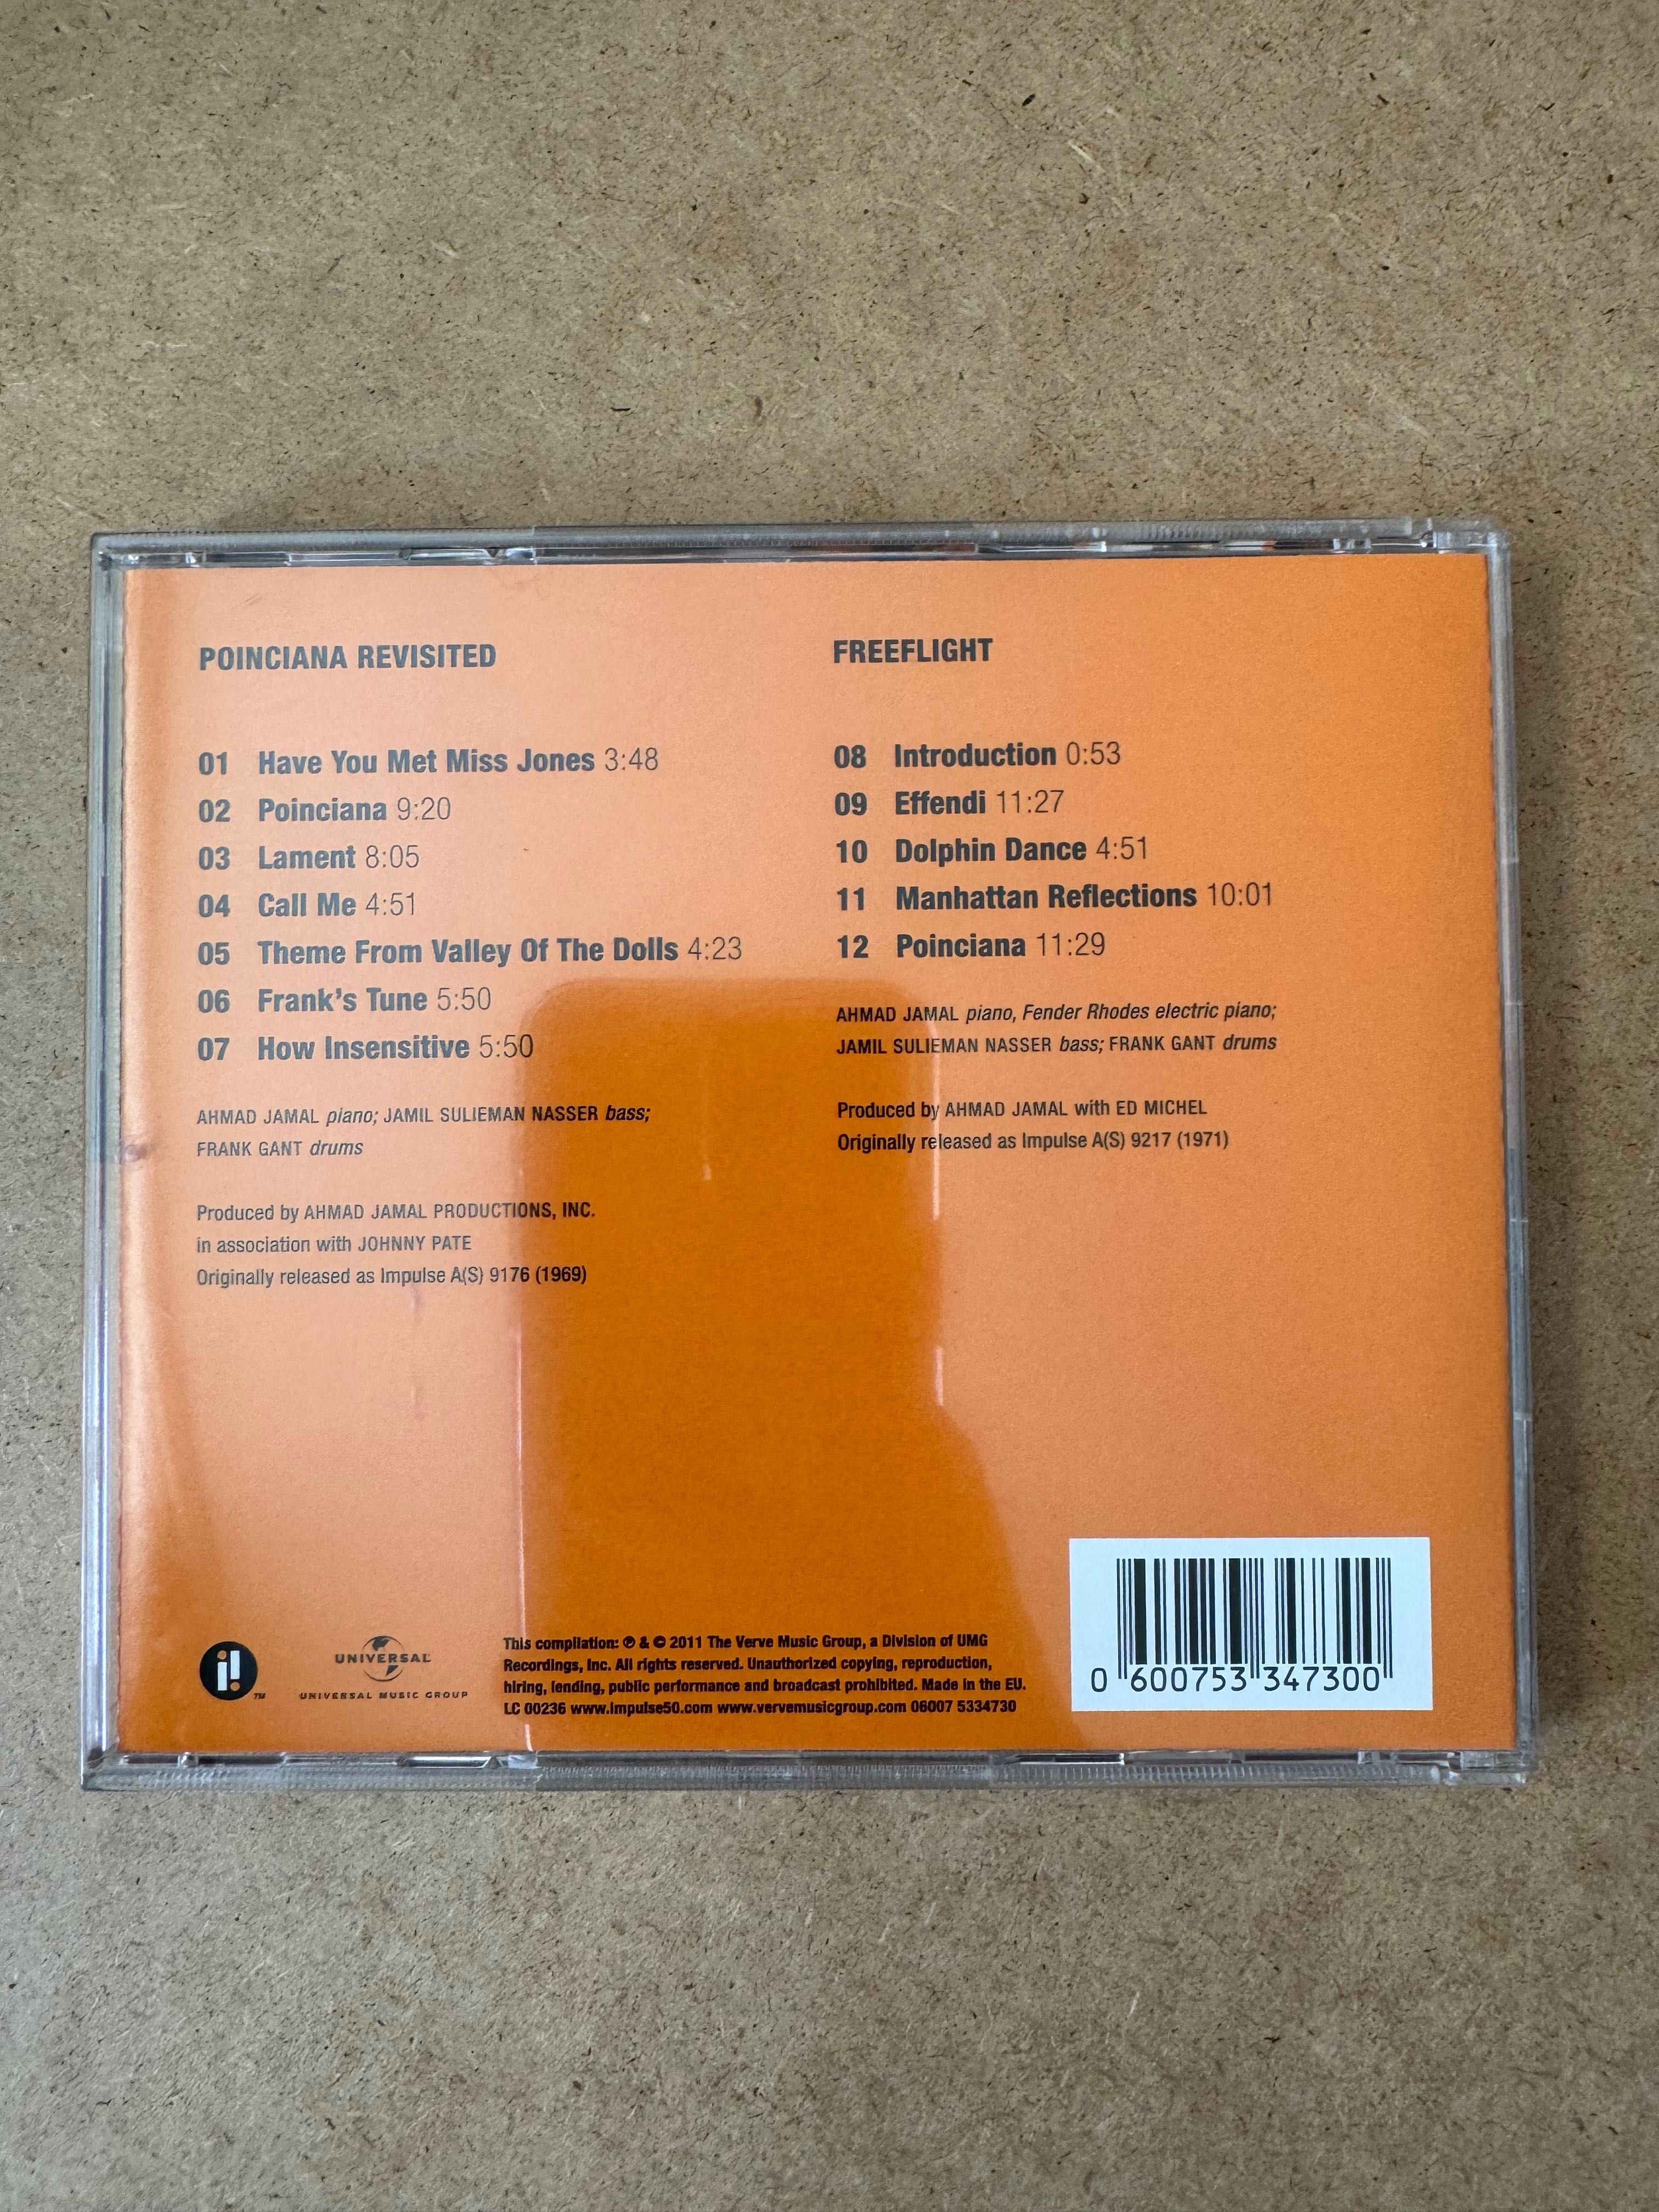 POINCIANA REVISITED
01 Have You Met Miss Jones 3:48
02 Poinciana 9:20
03 Lament 8:05
04 Call Me 4:51
05 Theme From Valley Of The Dolls 4:23
06 Frank's Tune 5:50
07 How Insensitive 5:50
AHMAD JAMAL piano; JAMIL SULIEMAN NASSER bass;
FRANK GANT drums
Produced by AHMAD JAMAL PRODUCTIONS, INC.
in association with JOHNNY PATE
Originally released as Impulse A(S) 9176 (1969)
FREEFLIGHT
08 Introduction 0:53
09 Effendi 11:27
10 Dolphin Dance 4:51
11 Manhattan Reflections 10:01
12 Poinciana 11:29
AHMAD JAMAL piano, Fender Rhodes electric piano;
JAMIL SULIEMAN NASSER bass; FRANK GANT drums
Produced by AHMAD JAMAL with ED MICHEL
Originally released as Impulse A(S) 9217 (1971)
i! TM
UNIVERSAL
UNIVERSAL MUSIC GROUP
This compilation: ℗ & © 2011 The Verve Music Group, a Division of UMG
Recordings, Inc. All rights reserved. Unauthorized copying, reproduction,
hiring, lending, public performance and broadcast prohibited. Made in the EU.
LC 00236 www.impulse50.com www.vervemusicgroup.com 06007 5334730
0 600753 347300